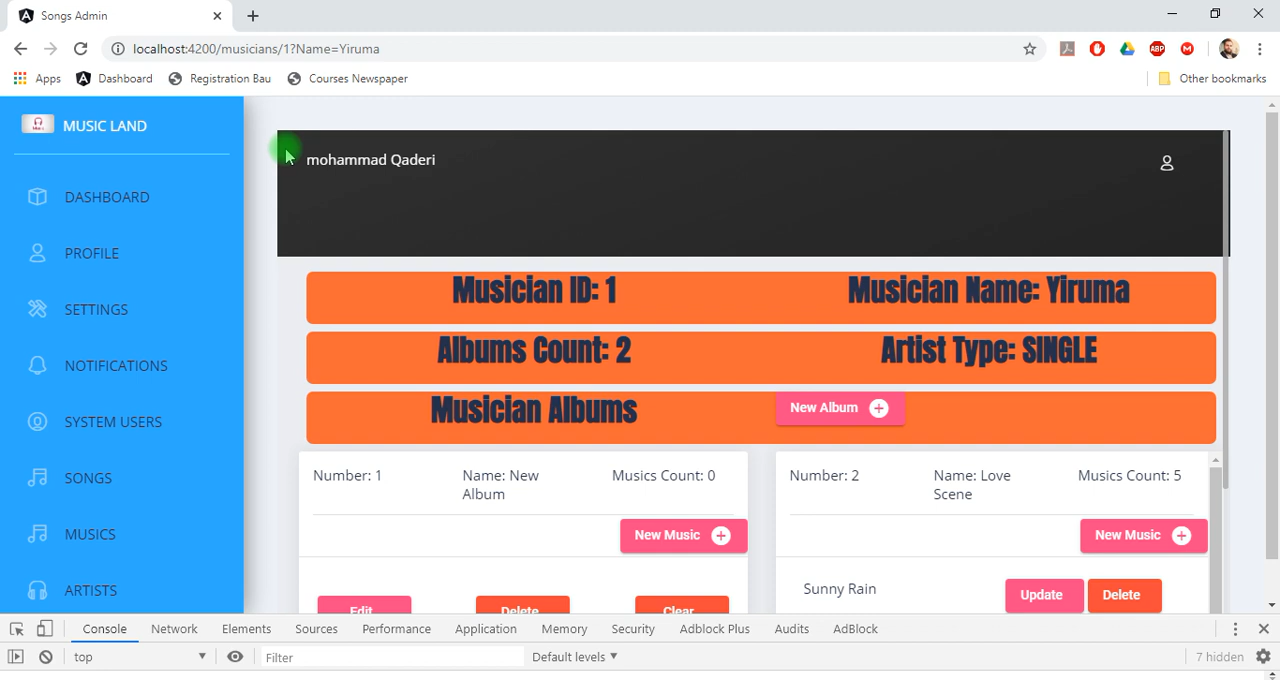 Songs Admin
localhost:4200/musicians/1?Name=Yiruma
ABP
M
Apps
Dashboard
Registration Bau
Courses Newspaper
Other bookmarks
MUSIC LAND
DASHBOARD
PROFILE
SETTINGS
NOTIFICATIONS
SYSTEM USERS
SONGS
MUSICS
ARTISTS
mohammad Qaderi
Musician ID: 1
Musician Name: Yiruma
Albums Count: 2
Artist Type: SINGLE
Musician Albums
New Album
Number: 1
Name: New
Album
Musics Count: 0
New Music
Edit
Delete
Clear
Number: 2
Name: Love
Scene
Musics Count: 5
New Music
Sunny Rain
Update
Delete
Console
Network
Elements
Sources
Performance
Application
Memory
Security
Adblock Plus
Audits
AdBlock
top
Filter
Default levels
7 hidden